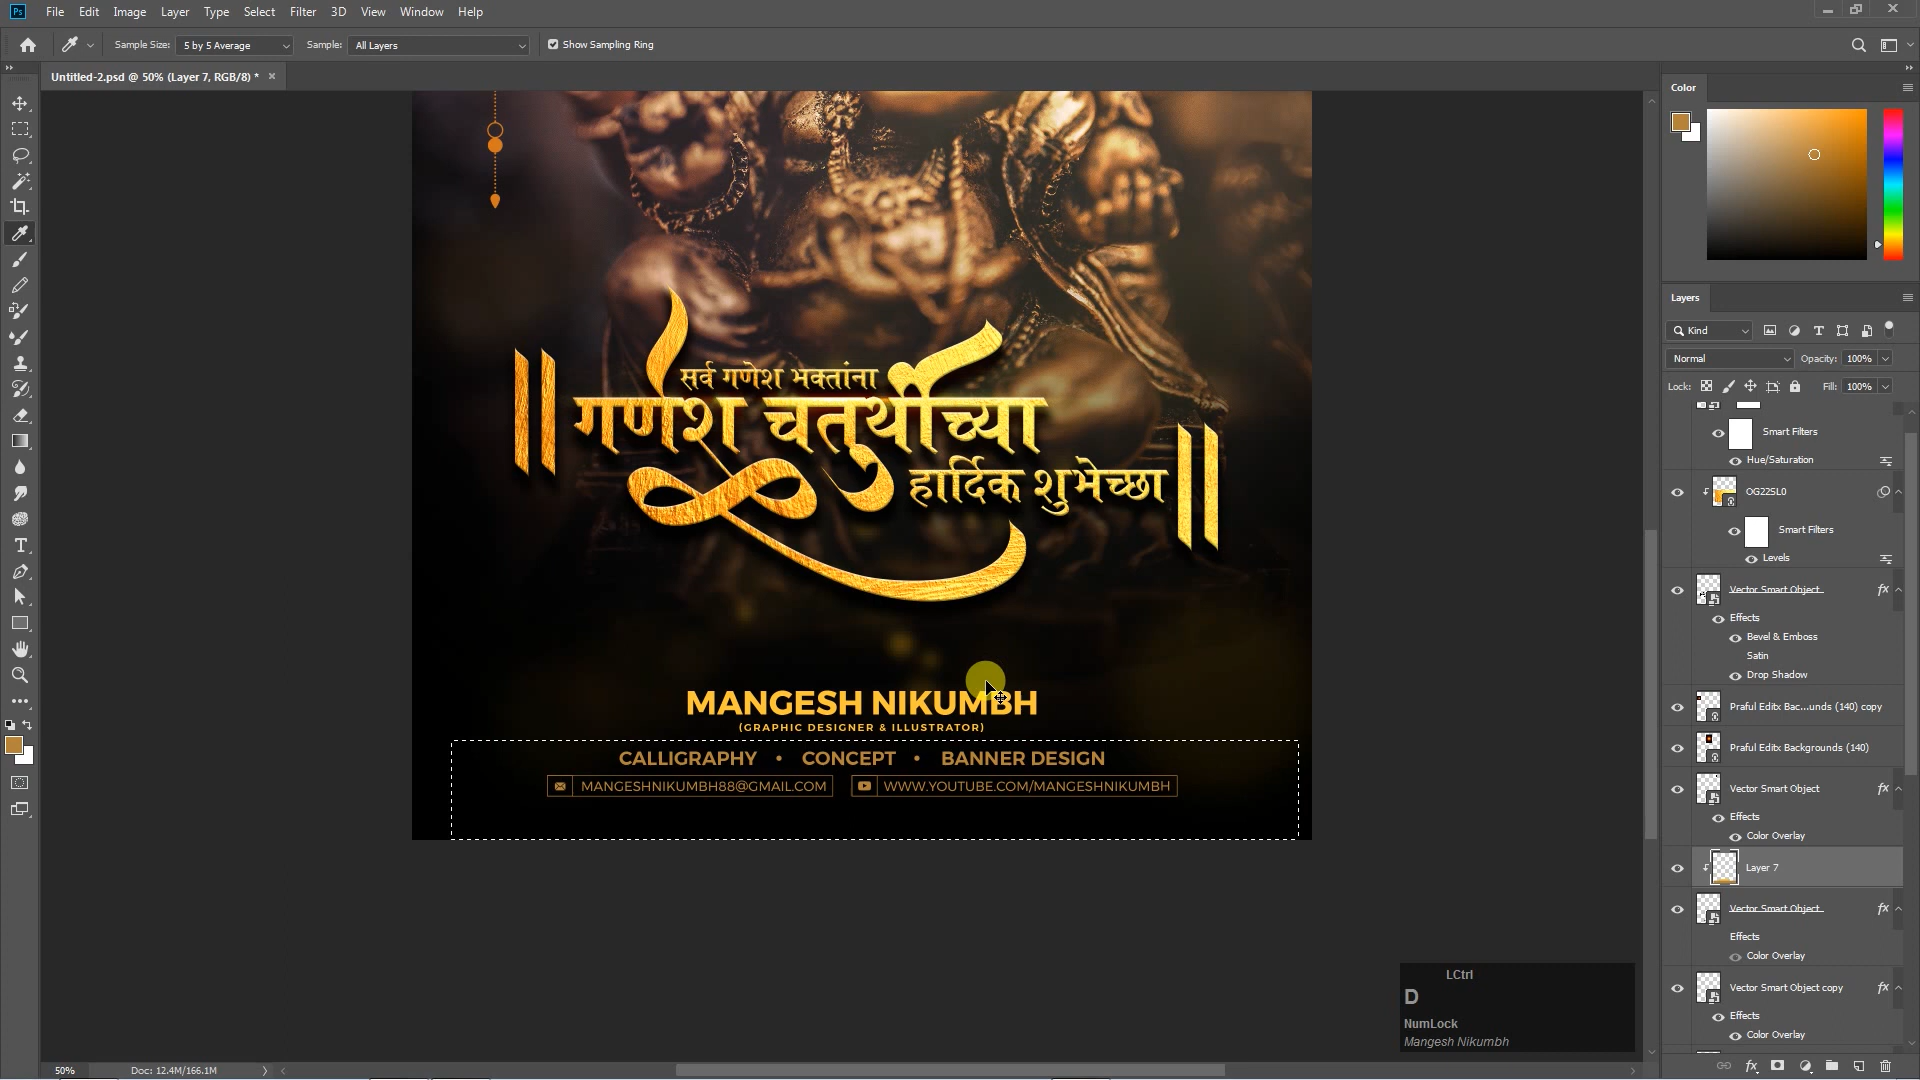 Ps File Edit Image Layer Type Select Filter 3D View Window Help
Sample Size: 5 by 5 Average Sample: All Layers Show Sampling Ring
Untitled-2.psd @ 50% (Layer 7, RGB/8) * ×
सर्व गणेश भक्तांना
गणेश चतुर्थीच्या
हार्दिक शुभेच्छा
MANGESH NIKUMBH
(GRAPHIC DESIGNER & ILLUSTRATOR)
CALLIGRAPHY • CONCEPT • BANNER DESIGN
MANGESHNIKUMBH88@GMAIL.COM WWW.YOUTUBE.COM/MANGESHNIKUMBH
LCtrl
D
NumLock
Mangesh Nikumbh
50% Doc: 12.4M/166.1M
Color
Layers
Kind
Normal Opacity: 100%
Lock: Fill: 100%
Smart Filters
Hue/Saturation
OG22SL0
Smart Filters
Levels
Vector Smart Object fx
Effects
Bevel & Emboss
Satin
Drop Shadow
Praful Editx Bac...unds (140) copy
Praful Editx Backgrounds (140)
Vector Smart Object fx
Effects
Color Overlay
Layer 7
Vector Smart Object fx
Effects
Color Overlay
Vector Smart Object copy fx
Effects
Color Overlay
fx